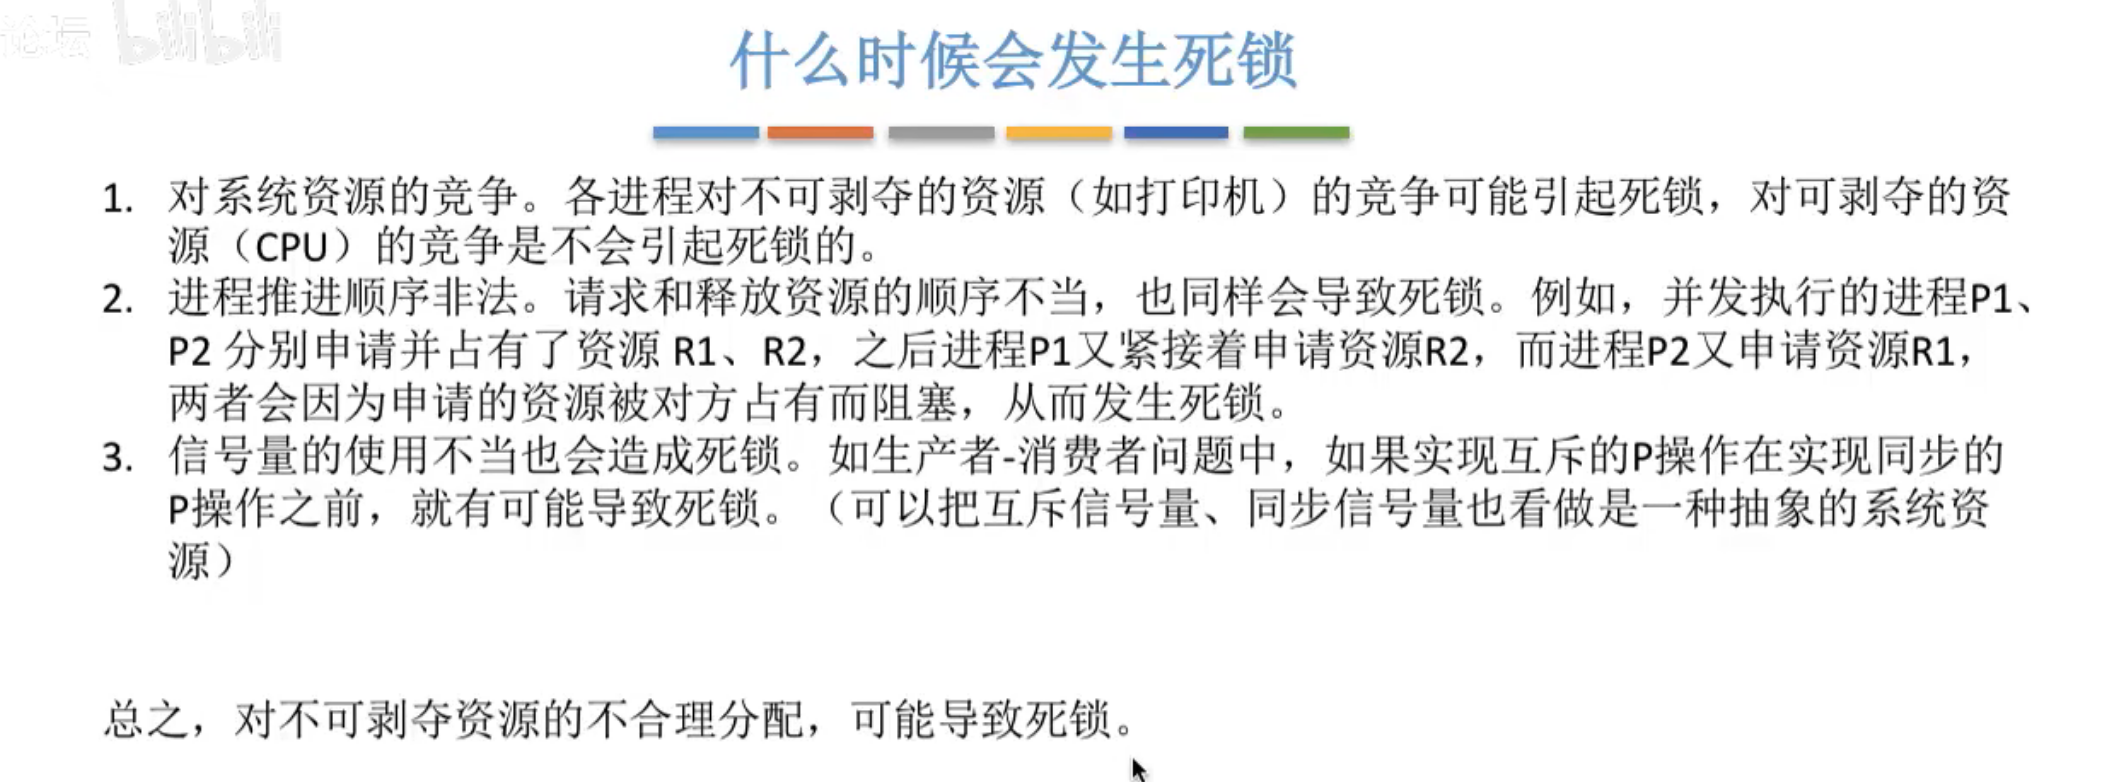 论坛 bilibili
什么时候会发生死锁
1. 对系统资源的竞争。各进程对不可剥夺的资源（如打印机）的竞争可能引起死锁，对可剥夺的资
源（CPU）的竞争是不会引起死锁的。
2. 进程推进顺序非法。请求和释放资源的顺序不当，也同样会导致死锁。例如，并发执行的进程P1、
P2 分别申请并占有了资源 R1、R2，之后进程P1又紧接着申请资源R2，而进程P2又申请资源R1，
两者会因为申请的资源被对方占有而阻塞，从而发生死锁。
3. 信号量的使用不当也会造成死锁。如生产者-消费者问题中，如果实现互斥的P操作在实现同步的
P操作之前，就有可能导致死锁。（可以把互斥信号量、同步信号量也看做是一种抽象的系统资
源）
总之，对不可剥夺资源的不合理分配，可能导致死锁。